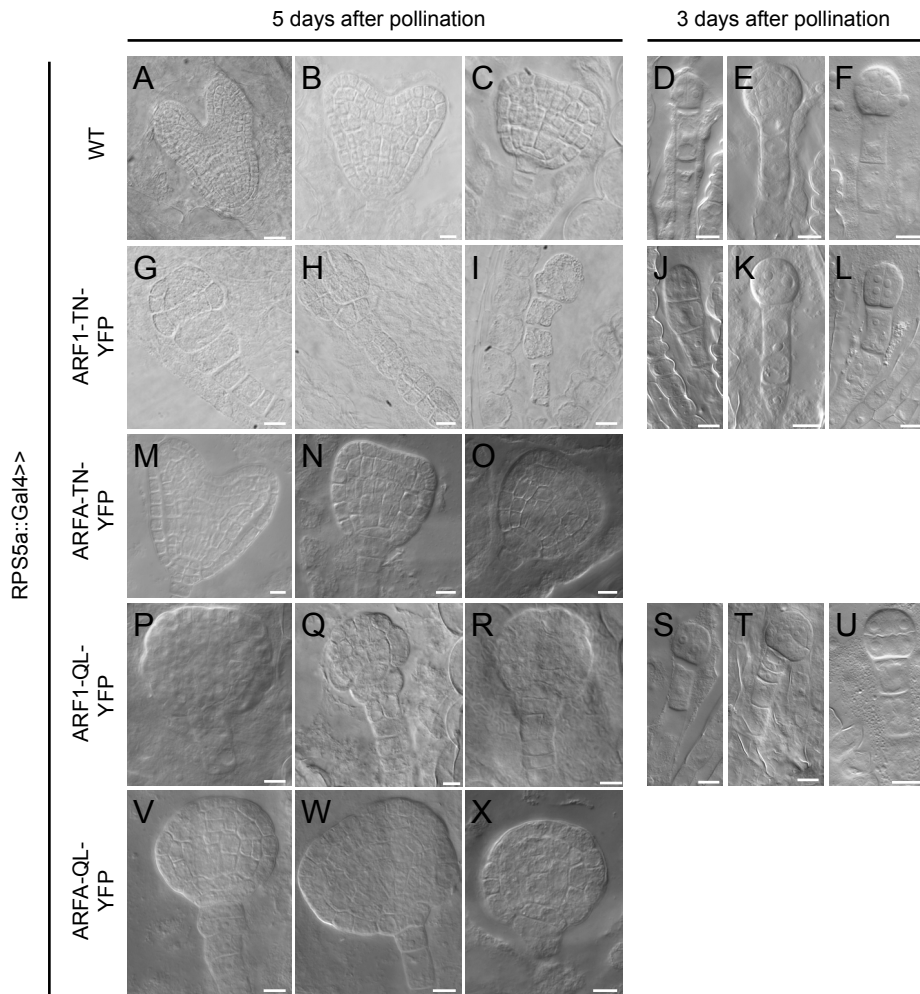 5 days after pollination
3 days after pollination
RPS5a::Gal4>>
WT
A
B
C
D
E
F
ARF1-TN-
YFP
G
H
I
J
K
L
ARFA-TN-
YFP
M
N
O
ARF1-QL-
YFP
P
Q
R
S
T
U
ARFA-QL-
YFP
V
W
X